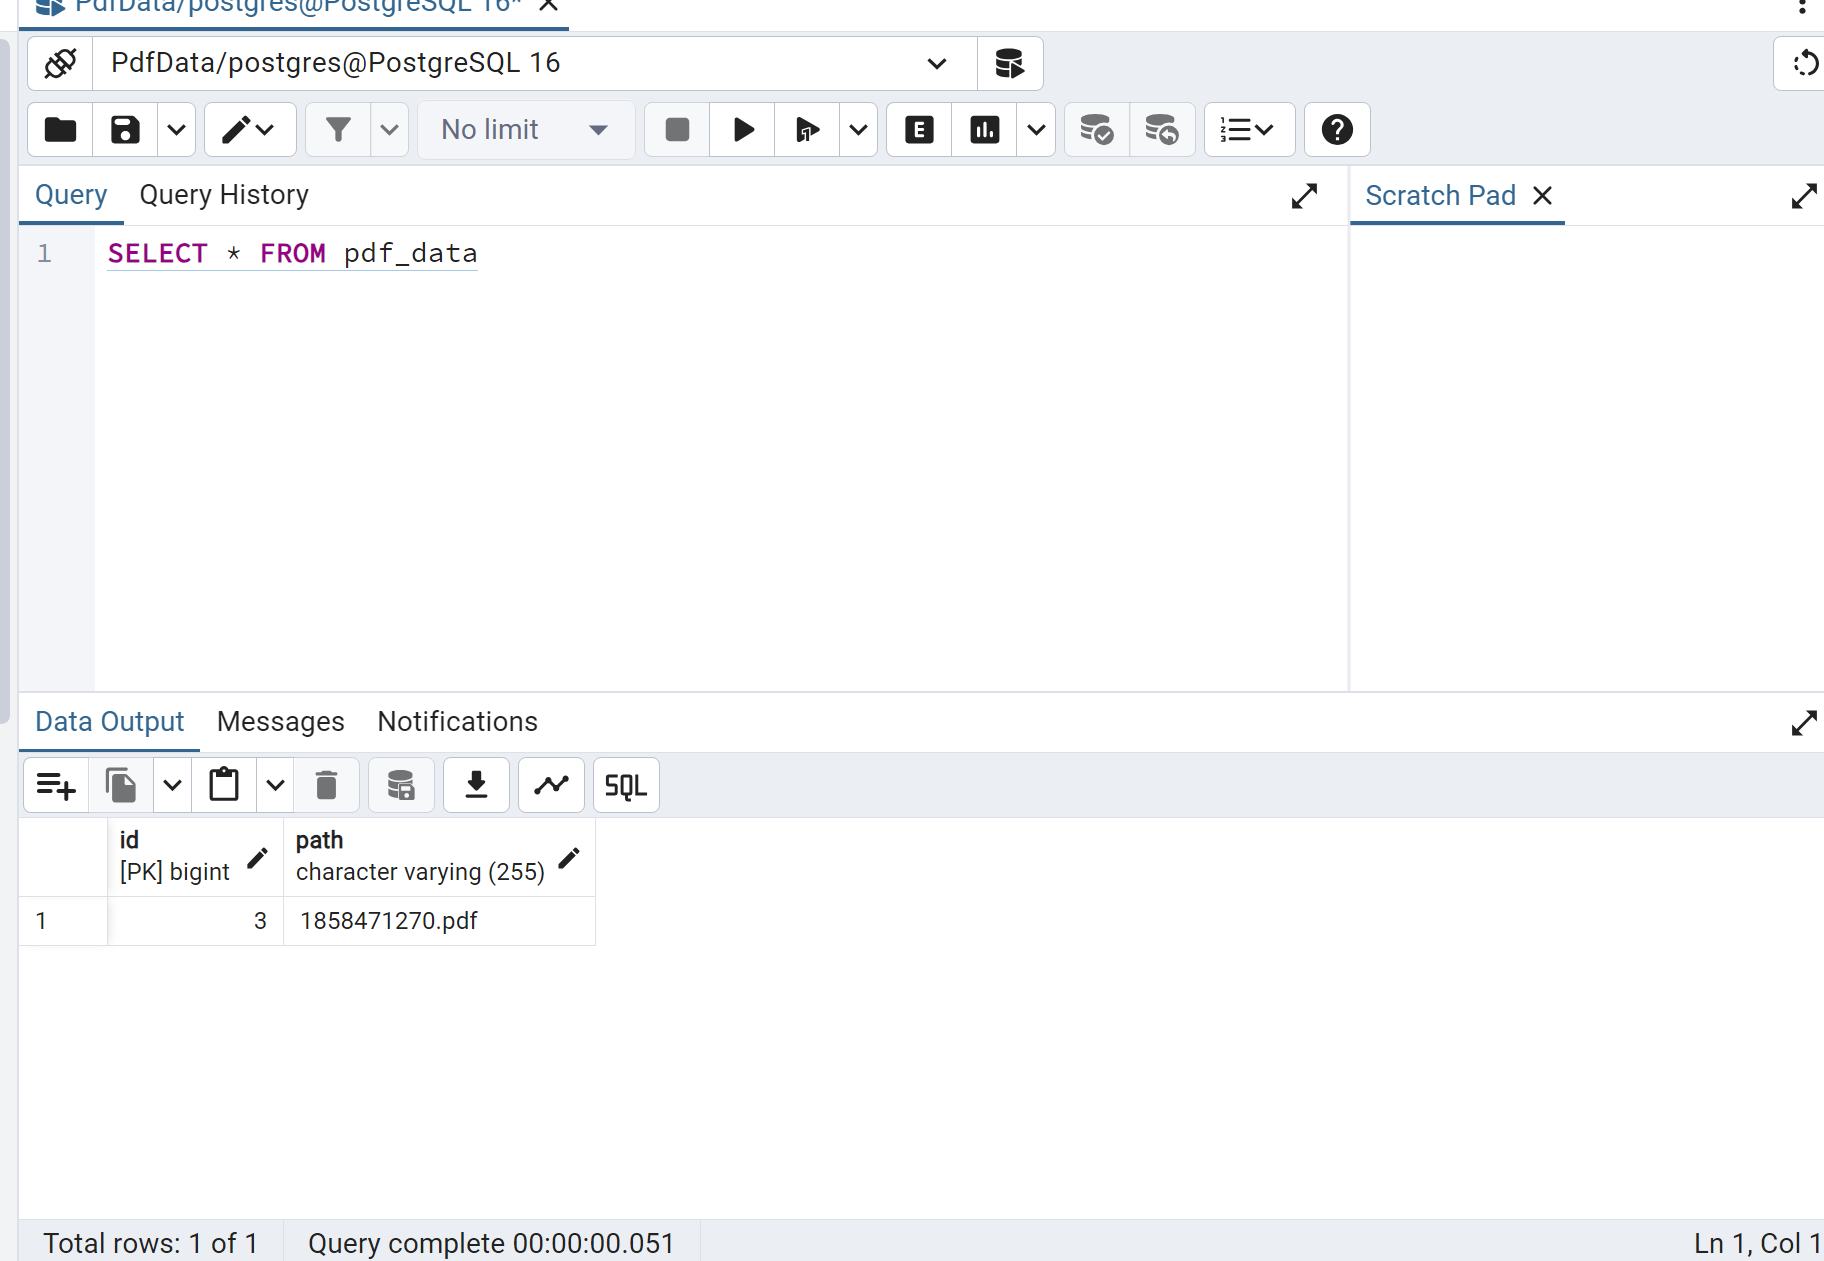 PdfData/postgres@PostgreSQL 16*
PdfData/postgres@PostgreSQL 16
No limit
E
Query
Query History
Scratch Pad
1
SELECT * FROM pdf_data
Data Output
Messages
Notifications
SQL
id
[PK] bigint
path
character varying (255)
1
3
1858471270.pdf
Total rows: 1 of 1
Query complete 00:00:00.051
Ln 1, Col 1